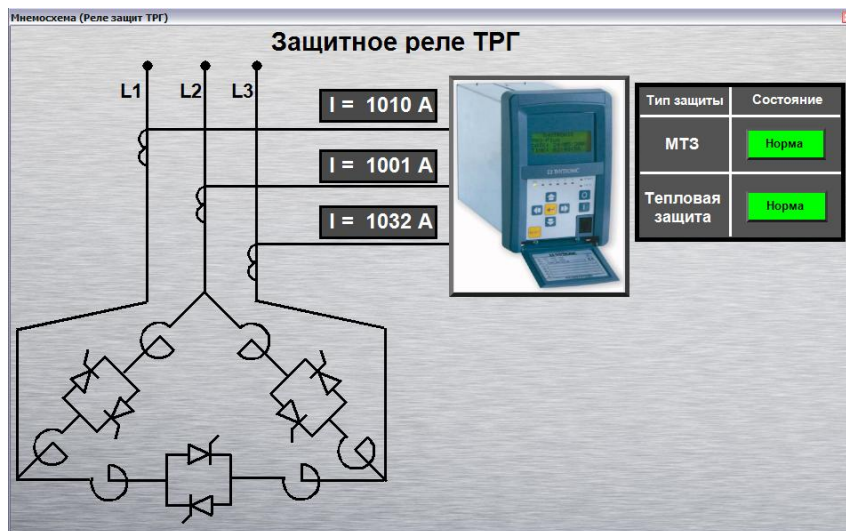 Мнемосхема (Реле защит ТРГ)
Защитное реле ТРГ
L1
L2
L3
I = 1010 A
I = 1001 A
I = 1032 A
Тип защиты
Состояние
МТЗ
Норма
Тепловая
защита
Норма